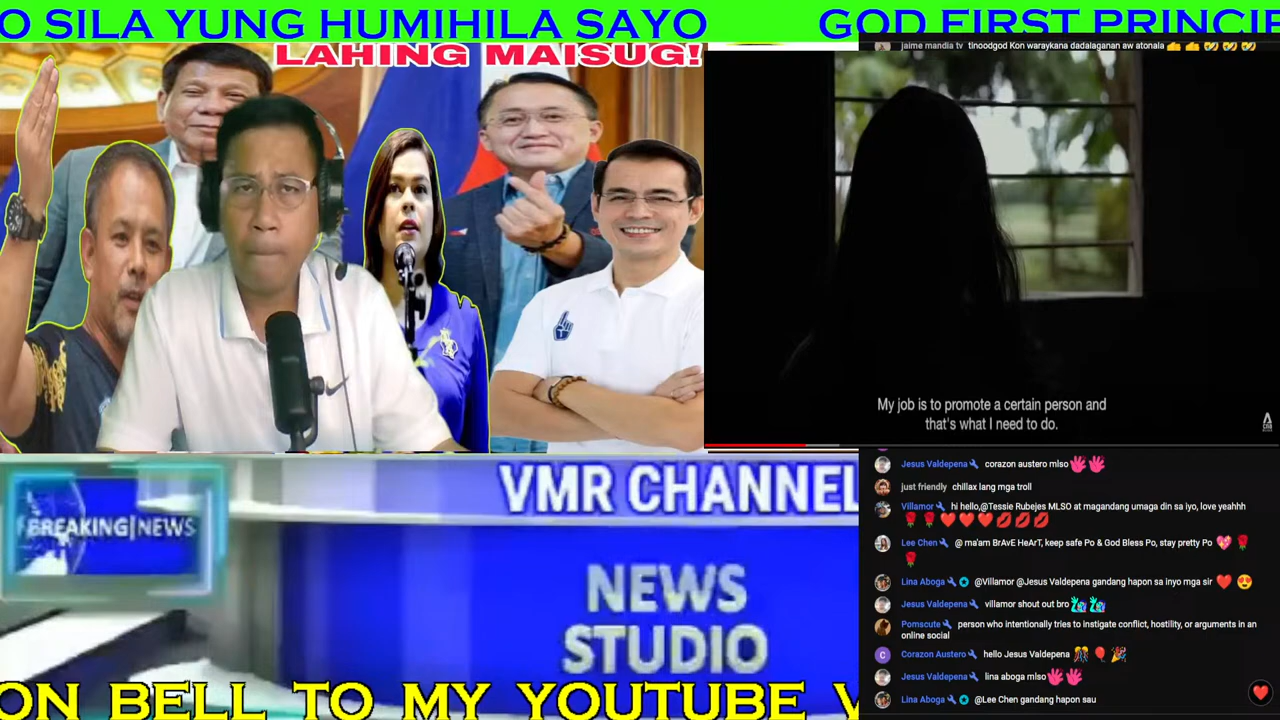 O SILA YUNG HUMIHILA SAYO
GOD FIRST PRINCIP
LAHING MAISUG!
jaime mandia tv tinoodgod Kon waraykana dadalaganan aw atonala
My job is to promote a certain person and
that's what I need to do.
VMR CHANNEL
BREAKING|NEWS
NEWS
STUDIO
ON BELL TO MY YOUTUBE V
Jesus Valdepena corazon austero mlso
just friendly chillax lang mga troll
Villamor hi hello,@Tessie Rubejes MLSO at magandang umaga din sa iyo, love yeahhh
Lee Chen @ ma'am BrAvE HeArT, keep safe Po & God Bless Po, stay pretty Po
Lina Aboga @Villamor @Jesus Valdepena gandang hapon sa inyo mga sir
Jesus Valdepena villamor shout out bro
Pomscute person who intentionally tries to instigate conflict, hostility, or arguments in an
online social
C Corazon Austero hello Jesus Valdepena
Jesus Valdepena lina aboga mlso
Lina Aboga @Lee Chen gandang hapon sau